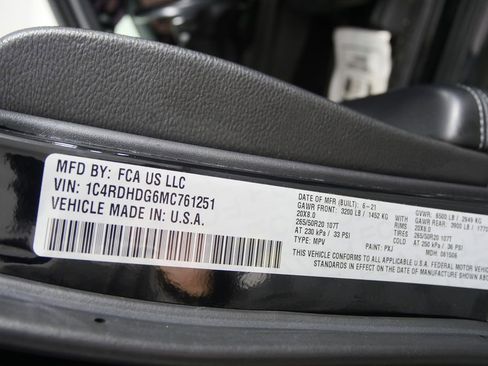 MFD BY: FCA US LLC
VIN: 1C4RDHDG6MC761251
VEHICLE MADE IN: U.S.A.
DATE OF MFR (BUILT): 6-21
GAWR FRONT: 3200 LB / 1452 KG
20X8.0
265/50R20 107T
AT 230 kPa / 33 PSI
TYPE: MPV
PAINT: PXJ
6500 LB / 2949 KG
GAWR REAR: 3900 LB / 1770
RIMS 20X8.0
TIRES 265/50R20 107T
COLD AT 250 kPa / 36 PSI
MDH: 061506
THIS VEHICLE CONFORMS TO ALL APPLICABLE U.S.A. FEDERAL MOTOR VEHICLE
STANDARDS IN EFFECT ON THE DATE OF MANUFACTURE SHOWN